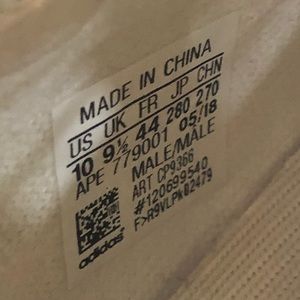 MADE IN CHINA
US UK FR JP CHN
10 9½ 44 280 270
APE 779001 05/18
MALE/MALE
ART CP9366
#120699540
F>R9VLPK02479
adidas